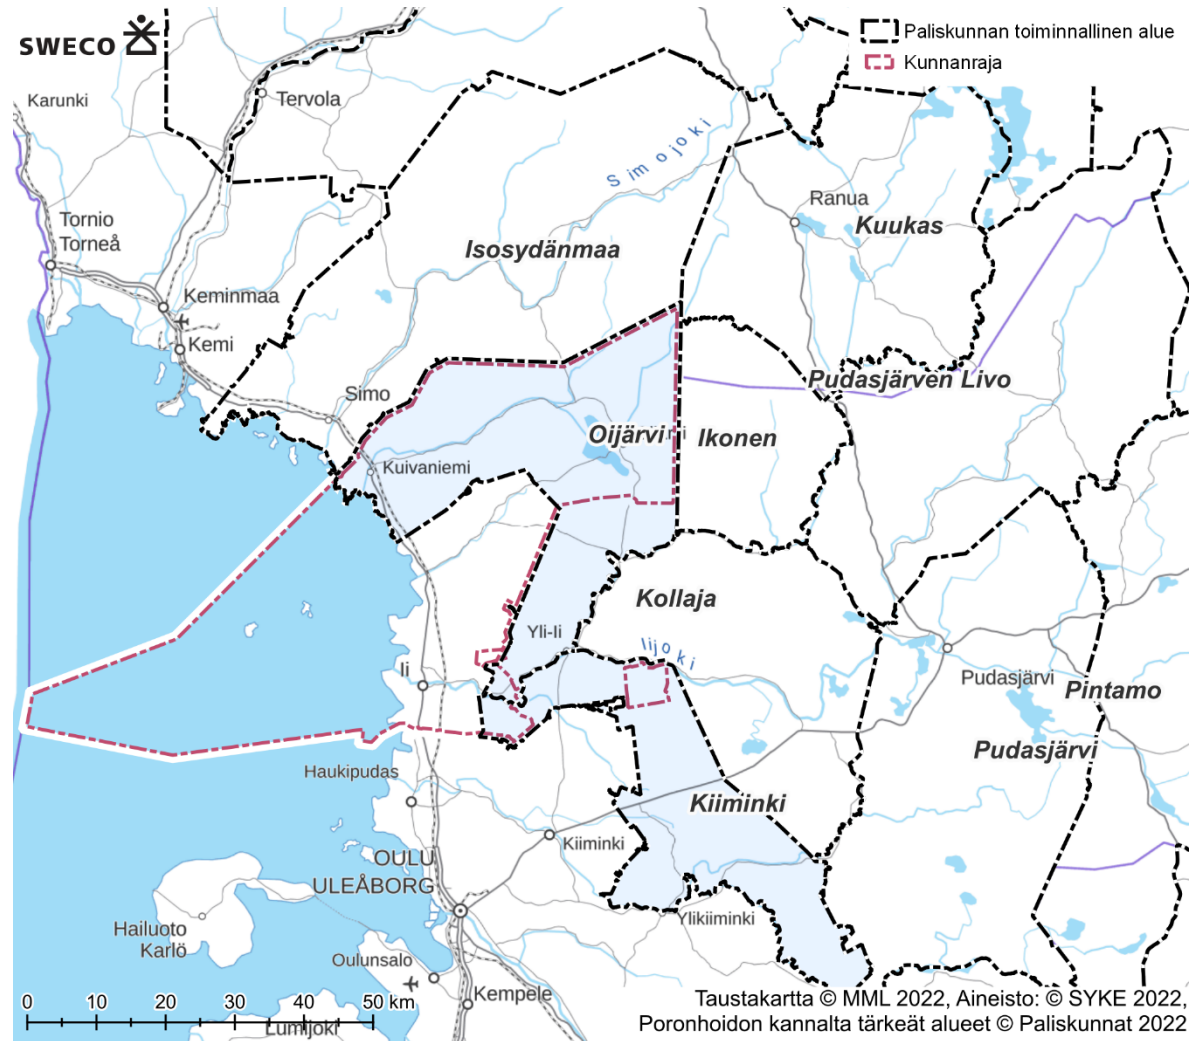 SWECO
Paliskunnan toiminnallinen alue
Kunnanraja
Karunki
Tervola
Simojoki
Ranua
Kuukas
Tornio
Torneå
Isosydänmaa
Keminmaa
Kemi
Simo
Pudasjärven Livo
Oijärvi
Ikonen
Kuivaniemi
Kollaja
Yli-Ii
Iijoki
Ii
Pudasjärvi
Pintamo
Pudasjärvi
Haukipudas
Kiiminki
Kiiminki
OULU
ULEÅBORG
Ylikiiminki
Hailuoto
Karlö
Oulunsalo
Kempele
0 10 20 30 40 50 km
Lumijoki
Taustakartta © MML 2022, Aineisto: © SYKE 2022,
Poronhoidon kannalta tärkeät alueet © Paliskunnat 2022